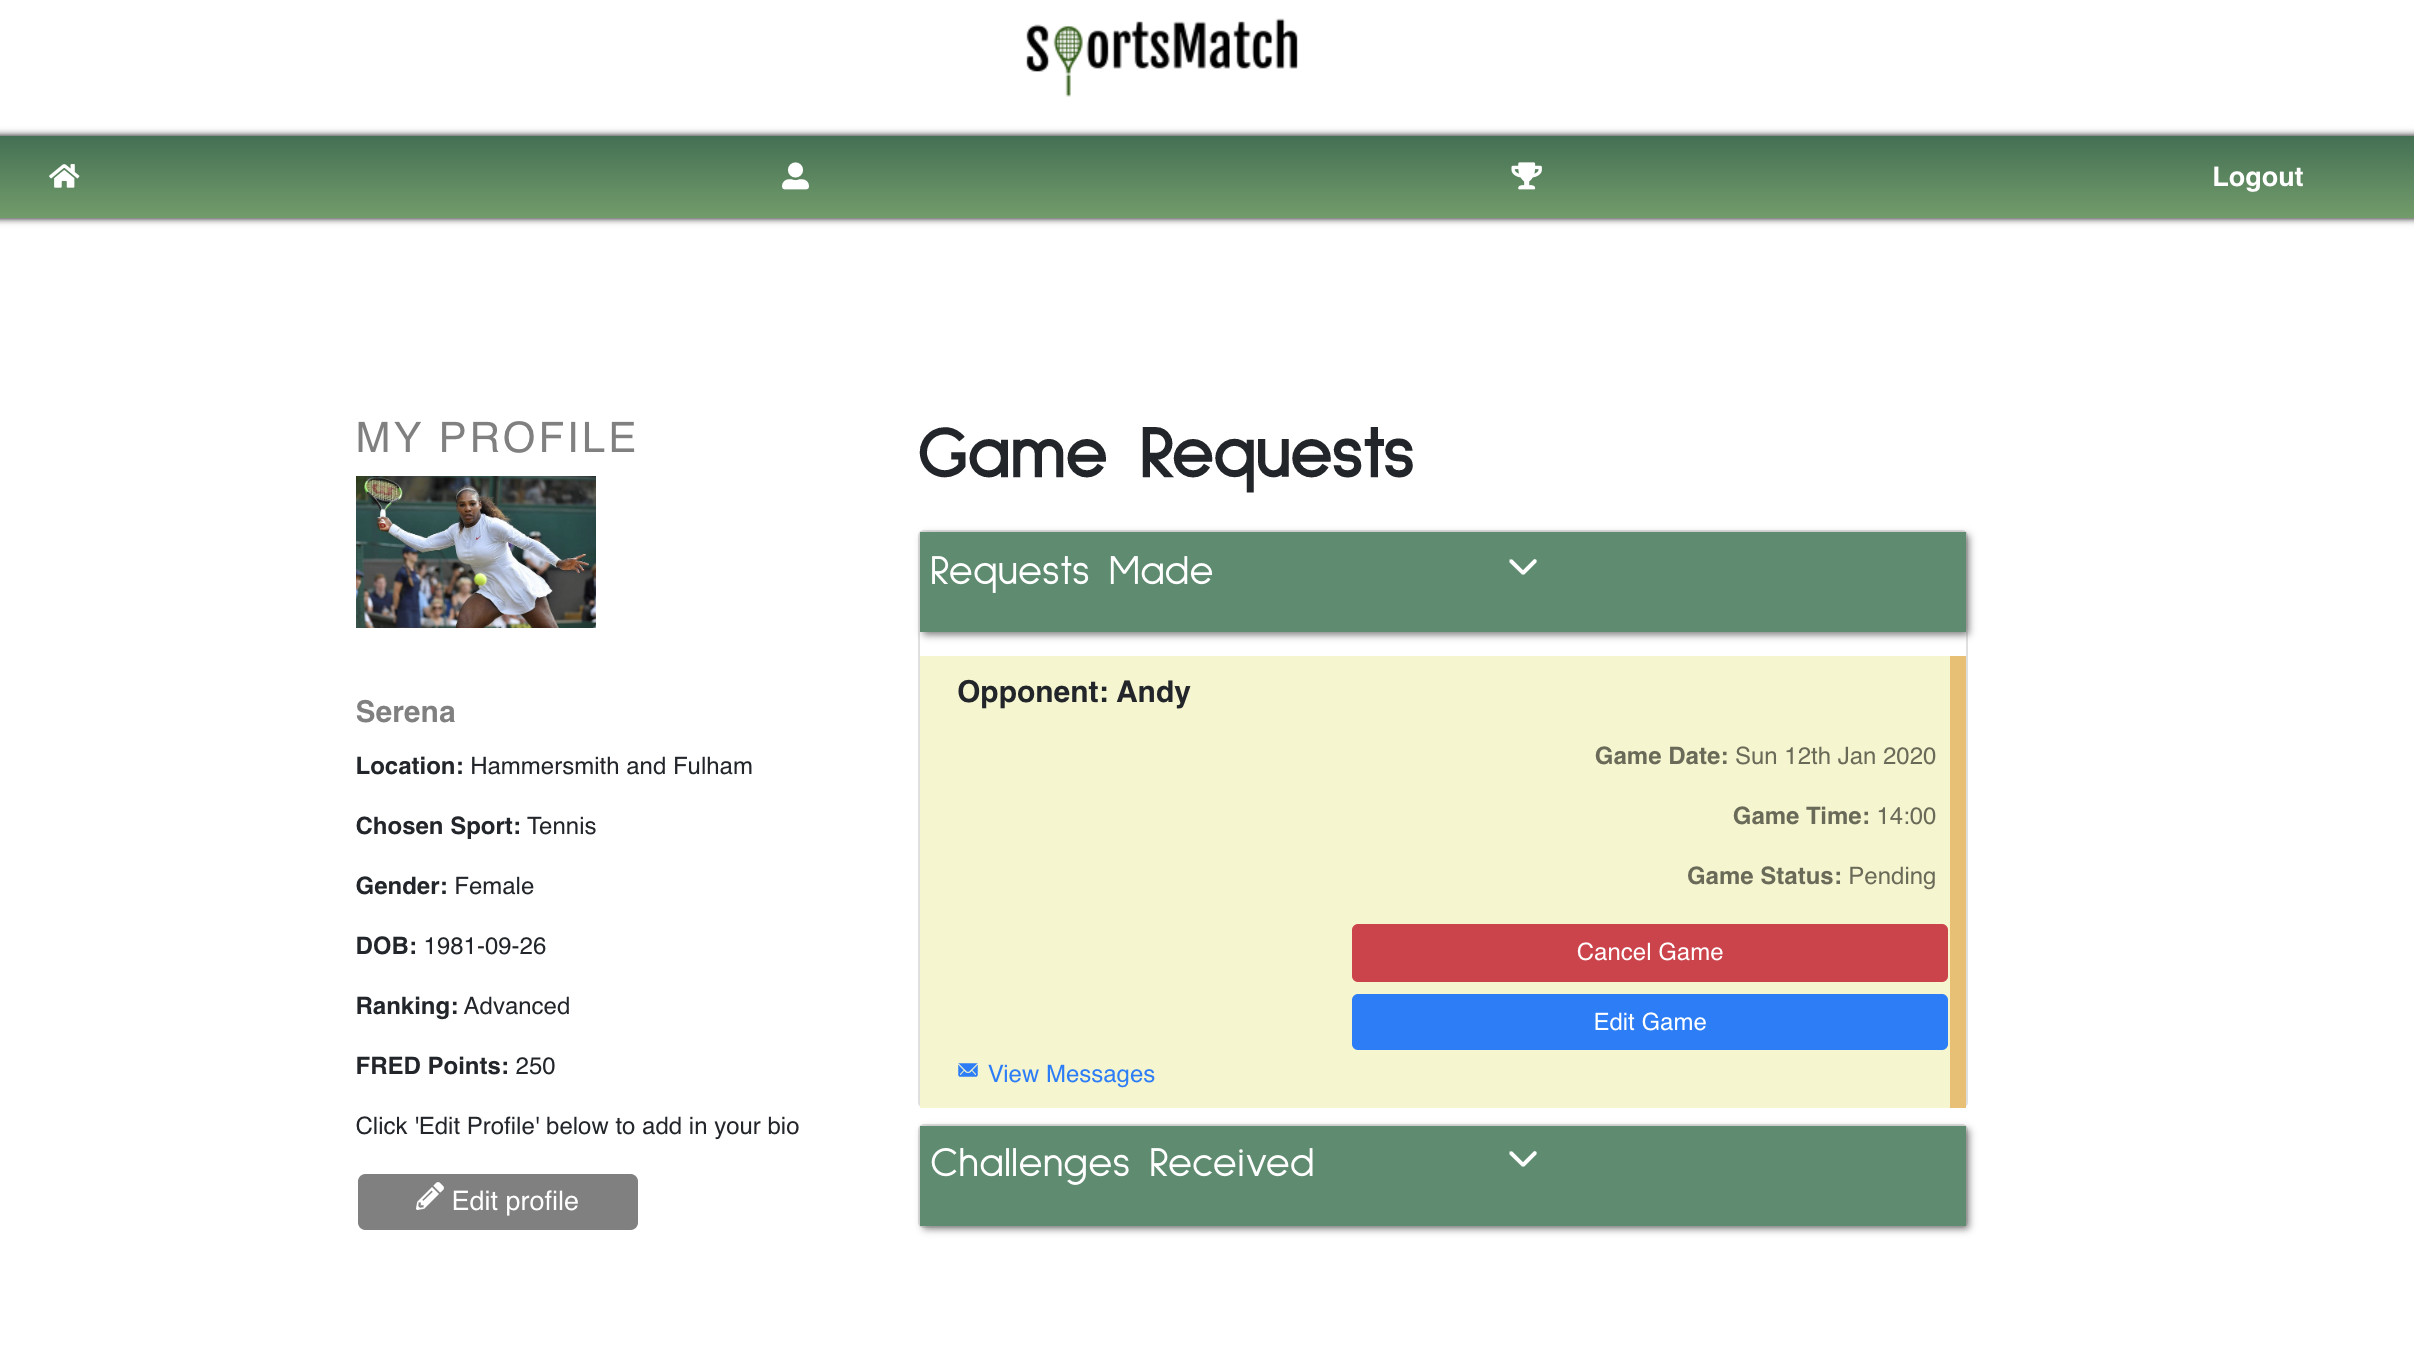 SportsMatch
Logout
MY PROFILE
Serena
Location: Hammersmith and Fulham
Chosen Sport: Tennis
Gender: Female
DOB: 1981-09-26
Ranking: Advanced
FRED Points: 250
Click 'Edit Profile' below to add in your bio
Edit profile
Game Requests
Requests Made
Opponent: Andy
Game Date: Sun 12th Jan 2020
Game Time: 14:00
Game Status: Pending
Cancel Game
Edit Game
View Messages
Challenges Received